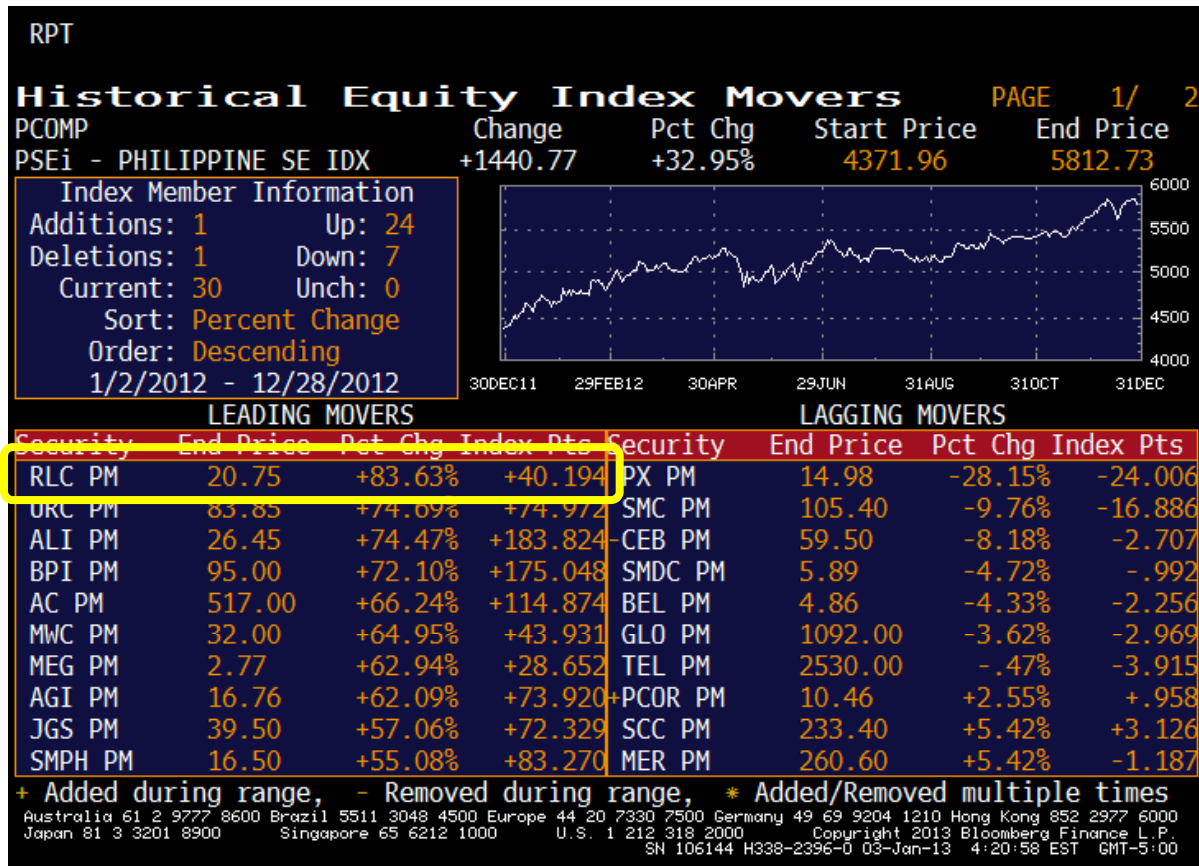 RPT
Historical Equity Index Movers PAGE 1/ 2
PCOMP Change Pct Chg Start Price End Price
PSEi - PHILIPPINE SE IDX +1440.77 +32.95% 4371.96 5812.73
Index Member Information
Additions: 1 Up: 24
Deletions: 1 Down: 7
Current: 30 Unch: 0
Sort: Percent Change
Order: Descending
1/2/2012 - 12/28/2012
6000
5500
5000
4500
4000
30DEC11 29FEB12 30APR 29JUN 31AUG 31OCT 31DEC
LEADING MOVERS LAGGING MOVERS
Security End Price Pct Chg Index Pts Security End Price Pct Chg Index Pts
RLC PM 20.75 +83.63% +40.194 PX PM 14.98 -28.15% -24.006
URC PM 83.85 +74.69% +74.972 SMC PM 105.40 -9.76% -16.886
ALI PM 26.45 +74.47% +183.824 -CEB PM 59.50 -8.18% -2.707
BPI PM 95.00 +72.10% +175.048 SMDC PM 5.89 -4.72% -.992
AC PM 517.00 +66.24% +114.874 BEL PM 4.86 -4.33% -2.256
MWC PM 32.00 +64.95% +43.931 GLO PM 1092.00 -3.62% -2.969
MEG PM 2.77 +62.94% +28.652 TEL PM 2530.00 -.47% -3.915
AGI PM 16.76 +62.09% +73.920 +PCOR PM 10.46 +2.55% +.958
JGS PM 39.50 +57.06% +72.329 SCC PM 233.40 +5.42% +3.126
SMPH PM 16.50 +55.08% +83.270 MER PM 260.60 +5.42% -1.187
+ Added during range, - Removed during range, * Added/Removed multiple times
Australia 61 2 9777 8600 Brazil 5511 3048 4500 Europe 44 20 7330 7500 Germany 49 69 9204 1210 Hong Kong 852 2977 6000
Japan 81 3 3201 8900 Singapore 65 6212 1000 U.S. 1 212 318 2000 Copyright 2013 Bloomberg Finance L.P.
SN 106144 H338-2396-0 03-Jan-13 4:20:58 EST GMT-5:00